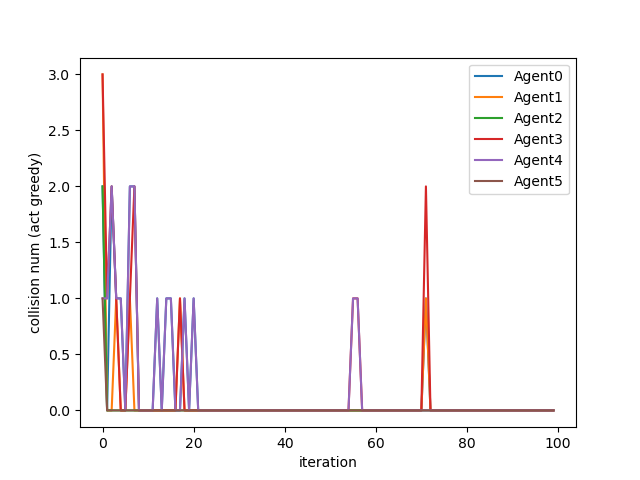 3.0
2.5
2.0
1.5
1.0
0.5
0.0
collision num (act greedy)
0
20
40
60
80
100
iteration
Agent0
Agent1
Agent2
Agent3
Agent4
Agent5